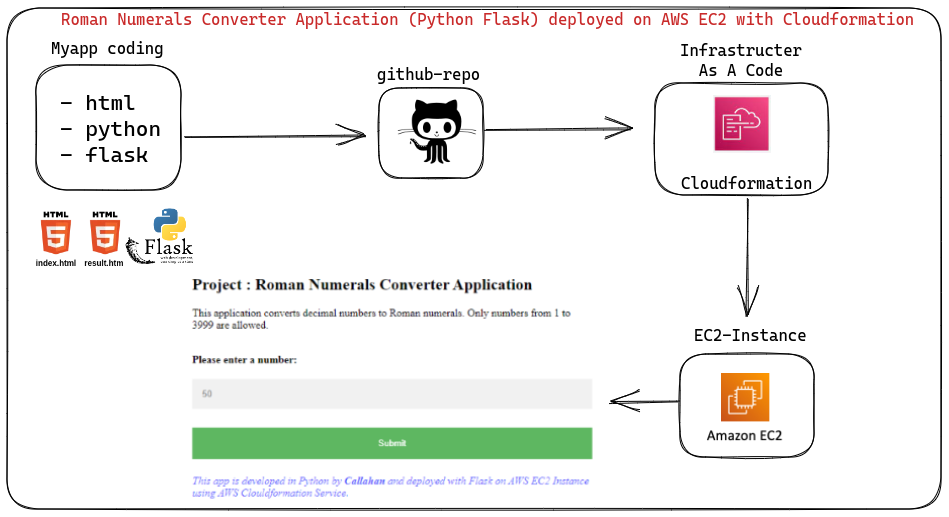 Roman Numerals Converter Application (Python Flask) deployed on AWS EC2 with Cloudformation
Myapp coding
- html
- python
- flask
github-repo
Infrastructer
As A Code
Cloudformation
HTML
index.html
HTML
result.htm
Flask
Project : Roman Numerals Converter Application
This application converts decimal numbers to Roman numerals. Only numbers from 1 to
3999 are allowed.
Please enter a number:
50
Submit
This app is developed in Python by Callahan and deployed with Flask on AWS EC2 Instance
using AWS Couldformation Service.
EC2-Instance
Amazon EC2